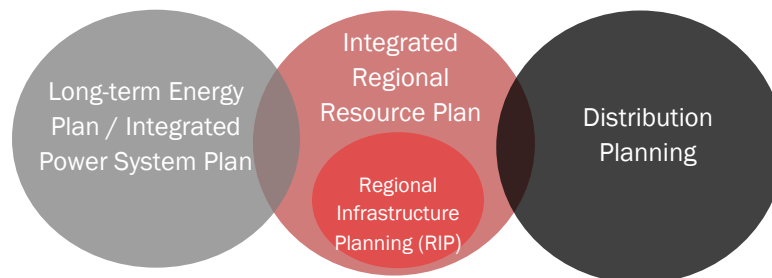 Long-term Energy
Plan / Integrated
Power System Plan
Integrated
Regional
Resource Plan
Regional
Infrastructure
Planning (RIP)
Distribution
Planning